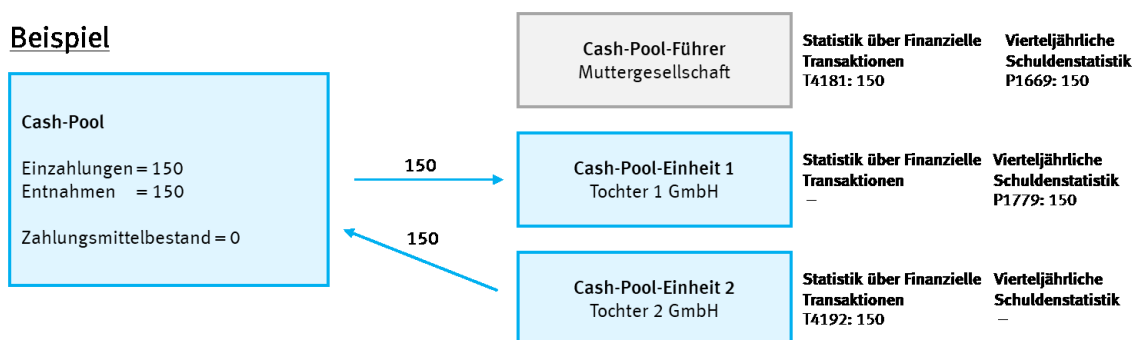 Beispiel
Cash-Pool
Einzahlungen = 150
Entnahmen = 150
Zahlungsmittelbestand = 0
150
150
Cash-Pool-Führer
Muttergesellschaft
Statistik über Finanzielle
Transaktionen
T4181: 150
Vierteljährliche
Schuldenstatistik
P1669: 150
Cash-Pool-Einheit 1
Tochter 1 GmbH
Statistik über Finanzielle
Transaktionen
–
Vierteljährliche
Schuldenstatistik
P1779: 150
Cash-Pool-Einheit 2
Tochter 2 GmbH
Statistik über Finanzielle
Transaktionen
T4192: 150
Vierteljährliche
Schuldenstatistik
–